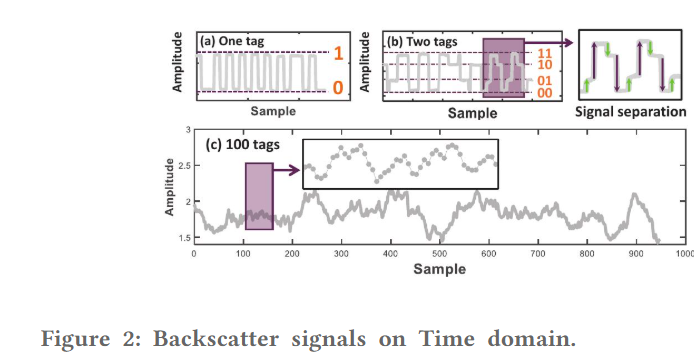 (a) One tag
1
0
Amplitude
Sample
(b) Two tags
11
10
01
00
Amplitude
Sample
Signal separation
(c) 100 tags
3
2.5
2
1.5
Amplitude
0 100 200 300 400 500 600 700 800 900 1000
Sample
Figure 2: Backscatter signals on Time domain.